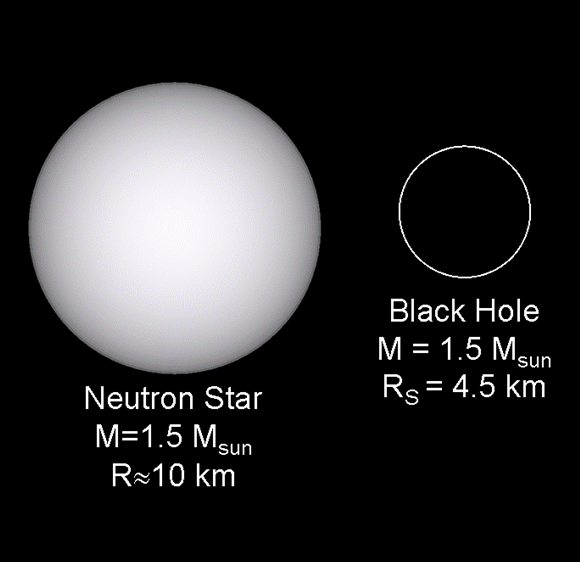 Neutron Star
M=1.5 Msun
R≈10 km
Black Hole
M = 1.5 Msun
RS = 4.5 km